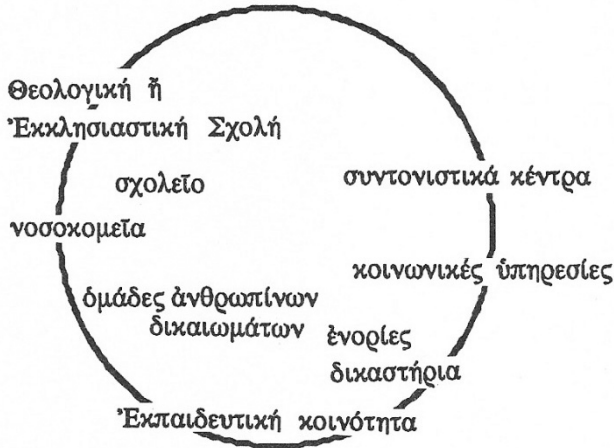 Θεολογική ἤ
Ἐκκλησιαστική Σχολή
σχολεῖο
συντονιστικά κέντρα
νοσοκομεῖα
κοινωνικές ὑπηρεσίες
ὁμάδες ἀνθρωπίνων
δικαιωμάτων
ἐνορίες
δικαστήρια
Ἐκπαιδευτική κοινότητα